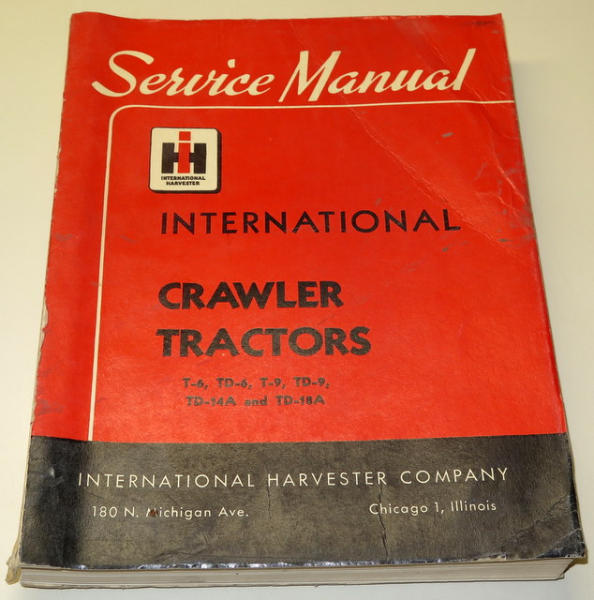 Service Manual
IH
INTERNATIONAL
HARVESTER
INTERNATIONAL
CRAWLER
TRACTORS
T-6, TD-6, T-9, TD-9,
TD-14A and TD-18A
INTERNATIONAL HARVESTER COMPANY
180 N. Michigan Ave. Chicago 1, Illinois